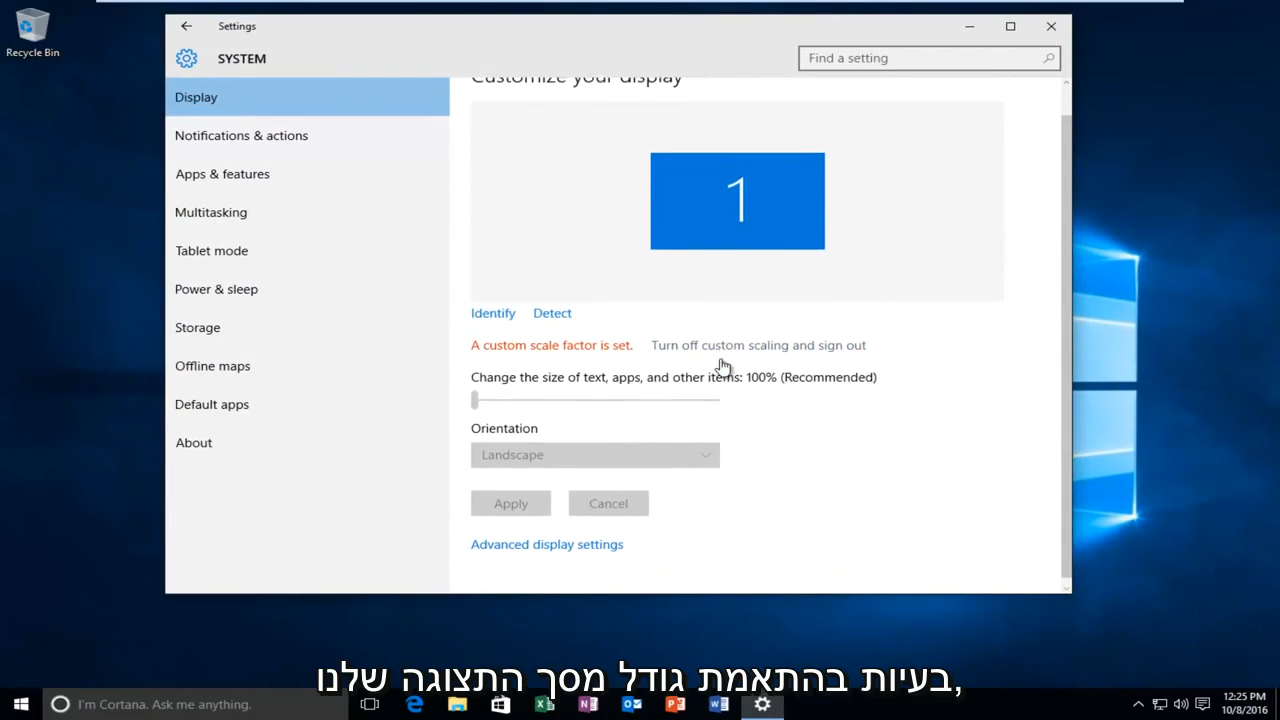 Recycle Bin
Settings
SYSTEM
Find a setting
Display
Notifications & actions
Apps & features
Multitasking
Tablet mode
Power & sleep
Storage
Offline maps
Default apps
About
Customize your display
1
Identify Detect
A custom scale factor is set. Turn off custom scaling and sign out
Change the size of text, apps, and other items: 100% (Recommended)
Orientation
Landscape
Apply Cancel
Advanced display settings
בעיות בהתאמת גודל מסך התצוגה שלנו,
I'm Cortana. Ask me anything.
12:25 PM
10/8/2016